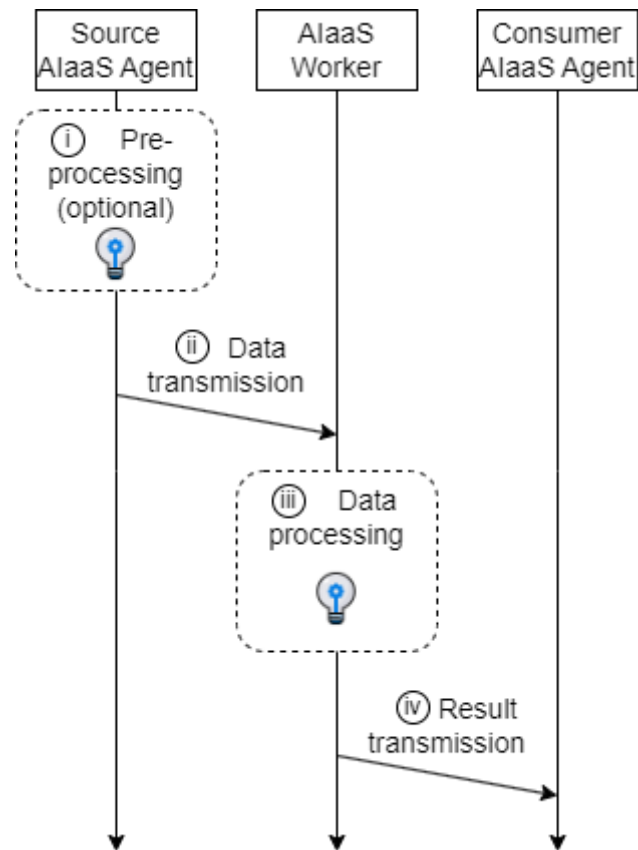 Source
AIaaS Agent
AIaaS
Worker
Consumer
AIaaS Agent
i Pre-
processing
(optional)
ii Data
transmission
iii Data
processing
iv Result
transmission